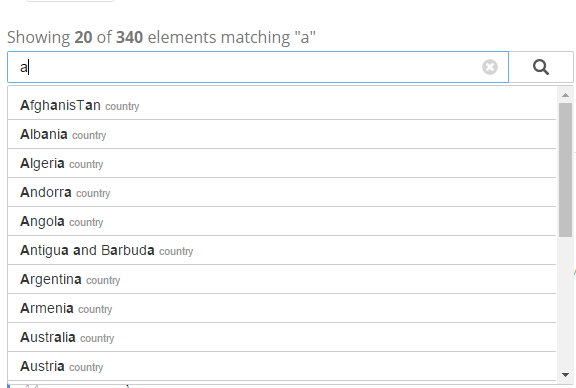 Showing 20 of 340 elements matching "a"
a
AfghanisTan country
Albania country
Algeria country
Andorra country
Angola country
Antigua and Barbuda country
Argentina country
Armenia country
Australia country
Austria country